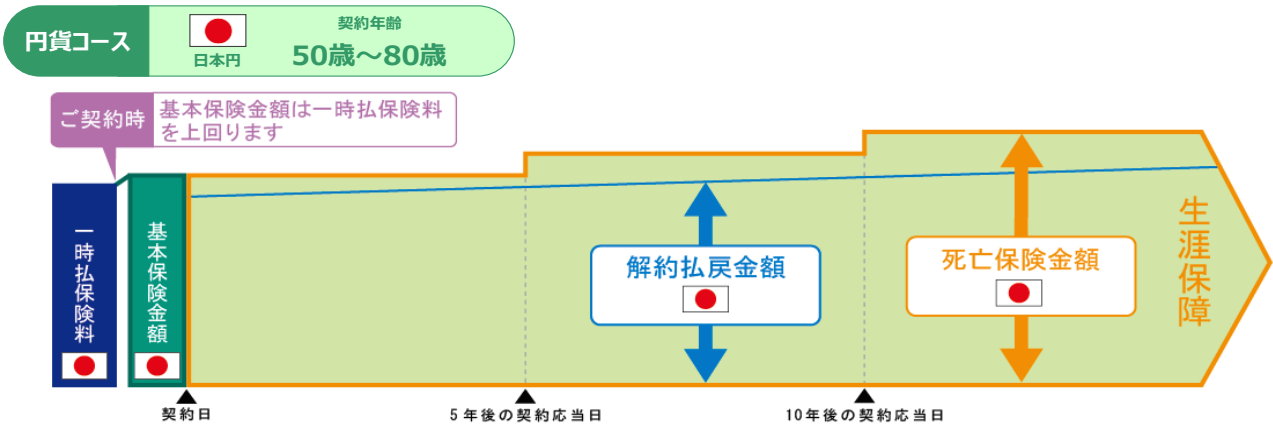 円貨コース
日本円
契約年齢
50歳～80歳
ご契約時
基本保険金額は一時払保険料
を上回ります
一時払保険料
基本保険金額
解約払戻金額
死亡保険金額
生涯保障
契約日
5年後の契約応当日
10年後の契約応当日